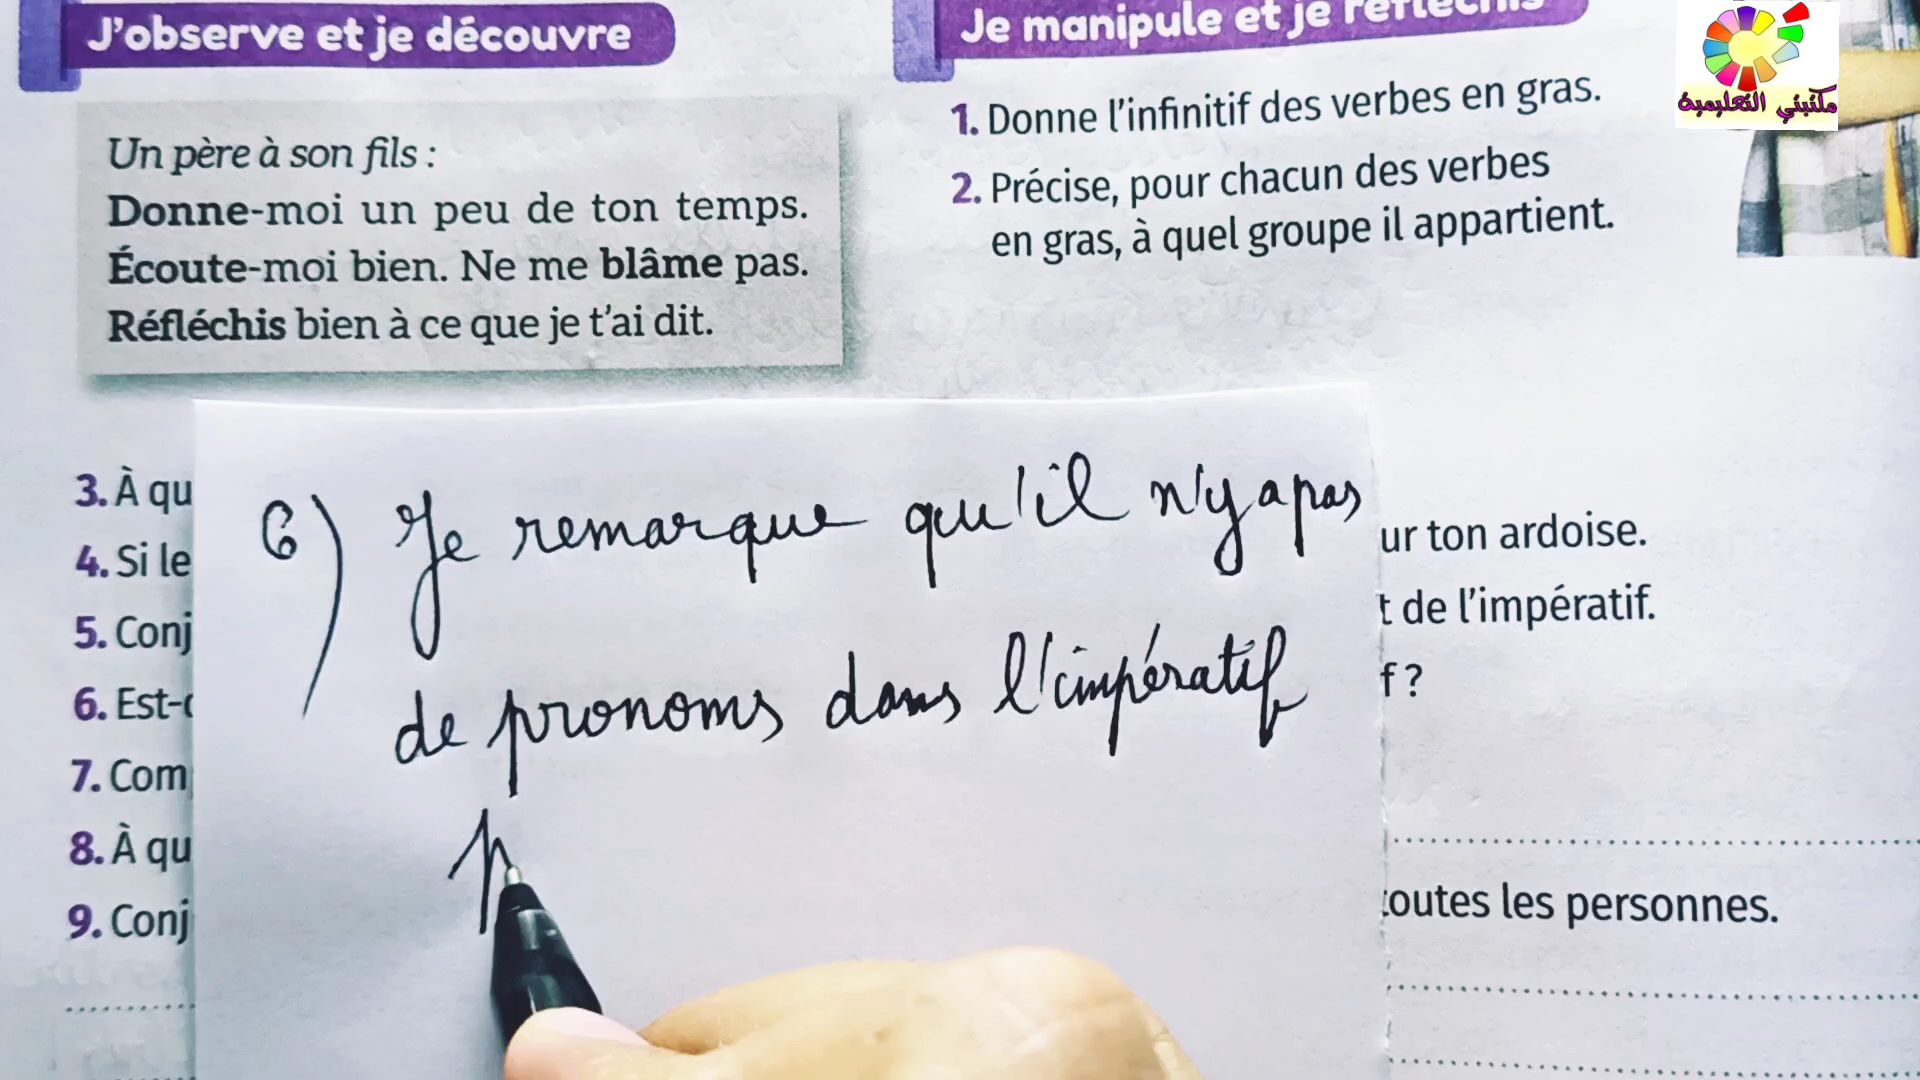 J'observe et je découvre
Un père à son fils :
Donne-moi un peu de ton temps.
Écoute-moi bien. Ne me blâme pas.
Réfléchis bien à ce que je t'ai dit.
Je manipule et je réfléchis
1. Donne l'infinitif des verbes en gras.
2. Précise, pour chacun des verbes
en gras, à quel groupe il appartient.
مكتبتي التعليمية
3. À qu
ur ton ardoise.
4. Si le
t de l'impératif.
5. Conj
f ?
6. Est-c
7. Com
8. À qu
outes les personnes.
9. Conj
6) Je remarque qu'il n'y a pas
de pronoms dans l'impératif